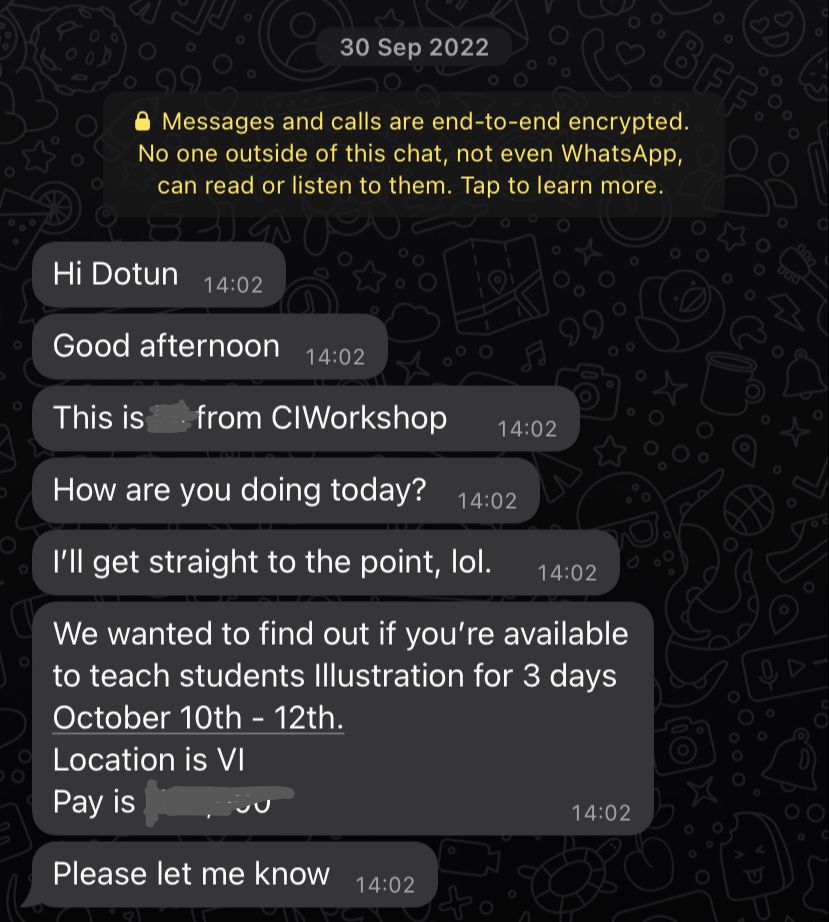 30 Sep 2022
Messages and calls are end-to-end encrypted.
No one outside of this chat, not even WhatsApp,
can read or listen to them. Tap to learn more.
Hi Dotun 14:02
Good afternoon 14:02
This is from CIWorkshop 14:02
How are you doing today? 14:02
I’ll get straight to the point, lol. 14:02
We wanted to find out if you’re available
to teach students Illustration for 3 days
October 10th - 12th.
Location is VI
Pay is 14:02
Please let me know 14:02